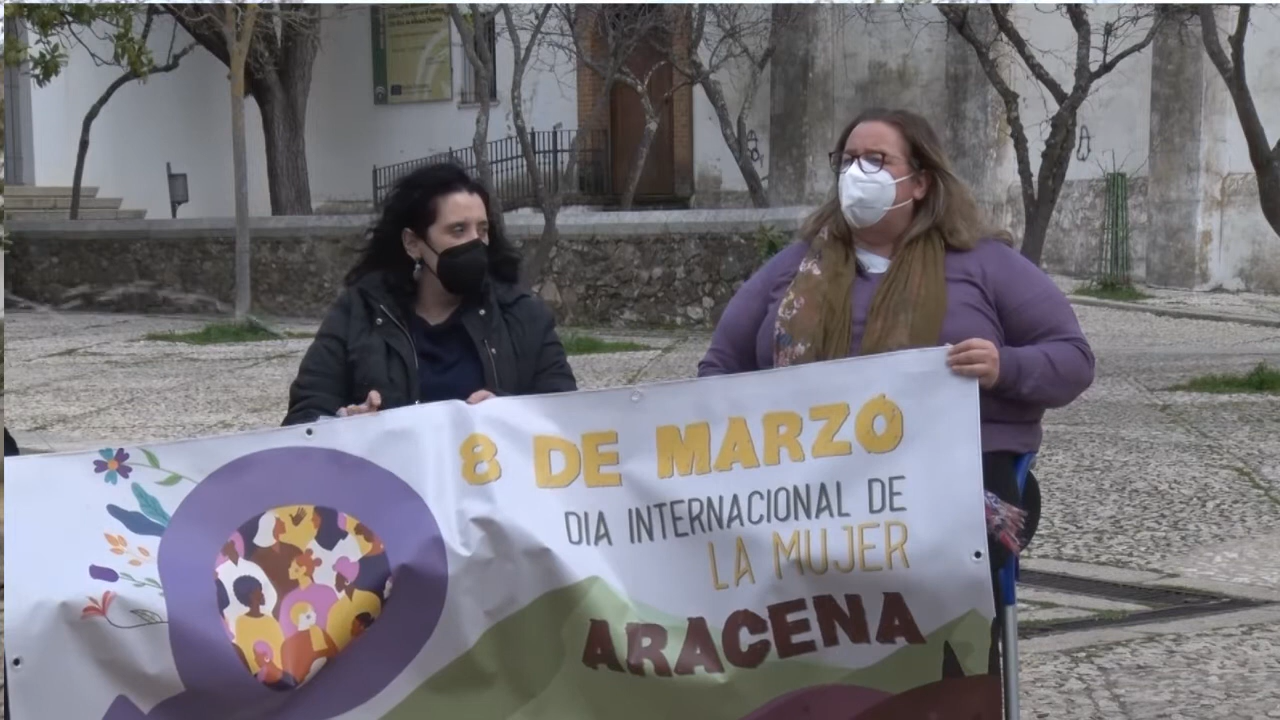 8 DE MARZO
DIA INTERNACIONAL DE
LA MUJER
ARACENA